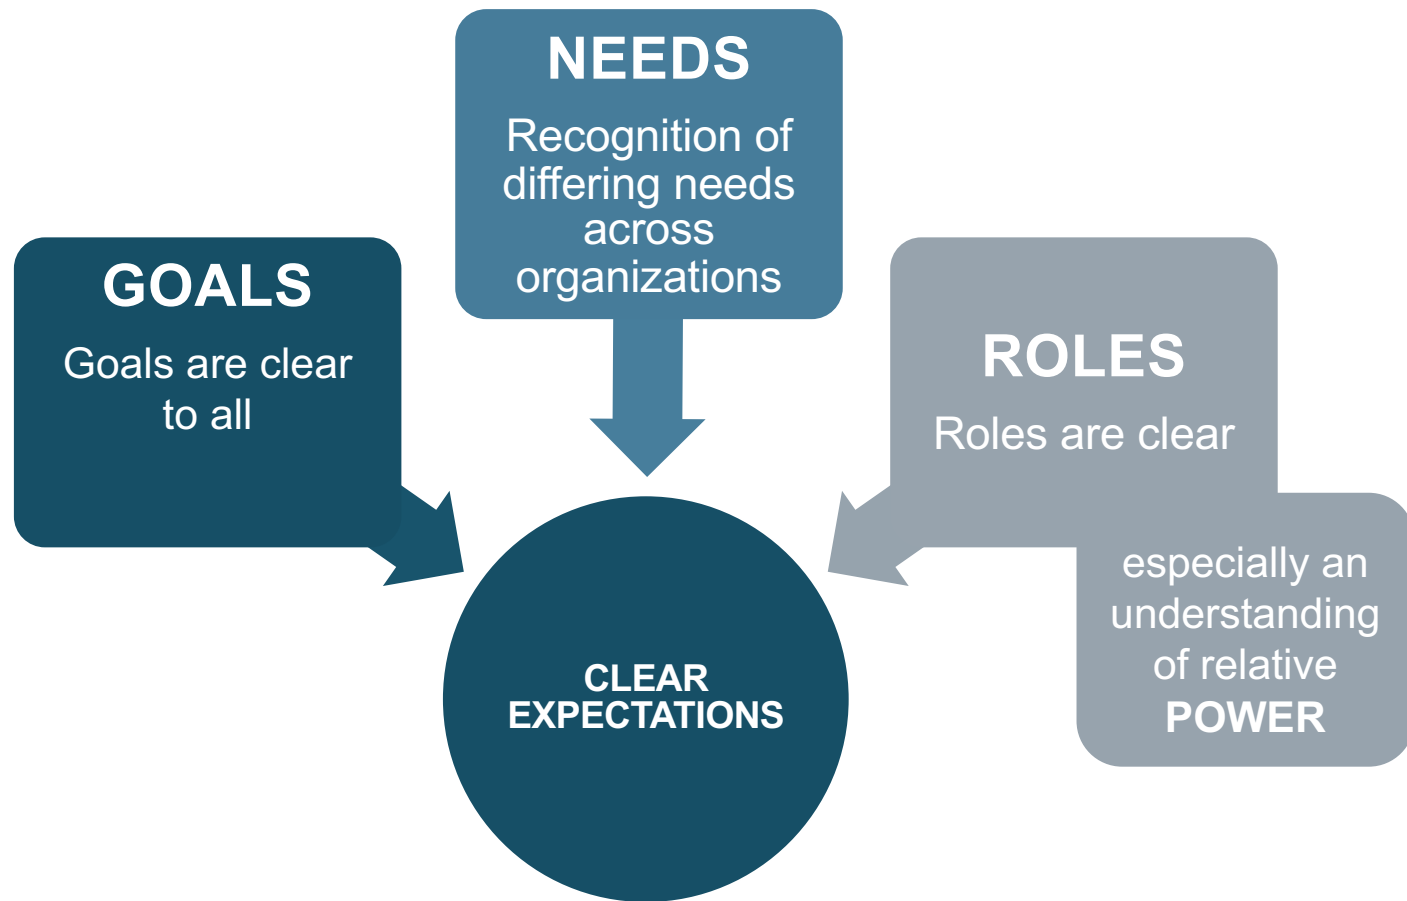 GOALS
Goals are clear
to all
NEEDS
Recognition of
differing needs
across
organizations
ROLES
Roles are clear
especially an
understanding
of relative
POWER
CLEAR
EXPECTATIONS